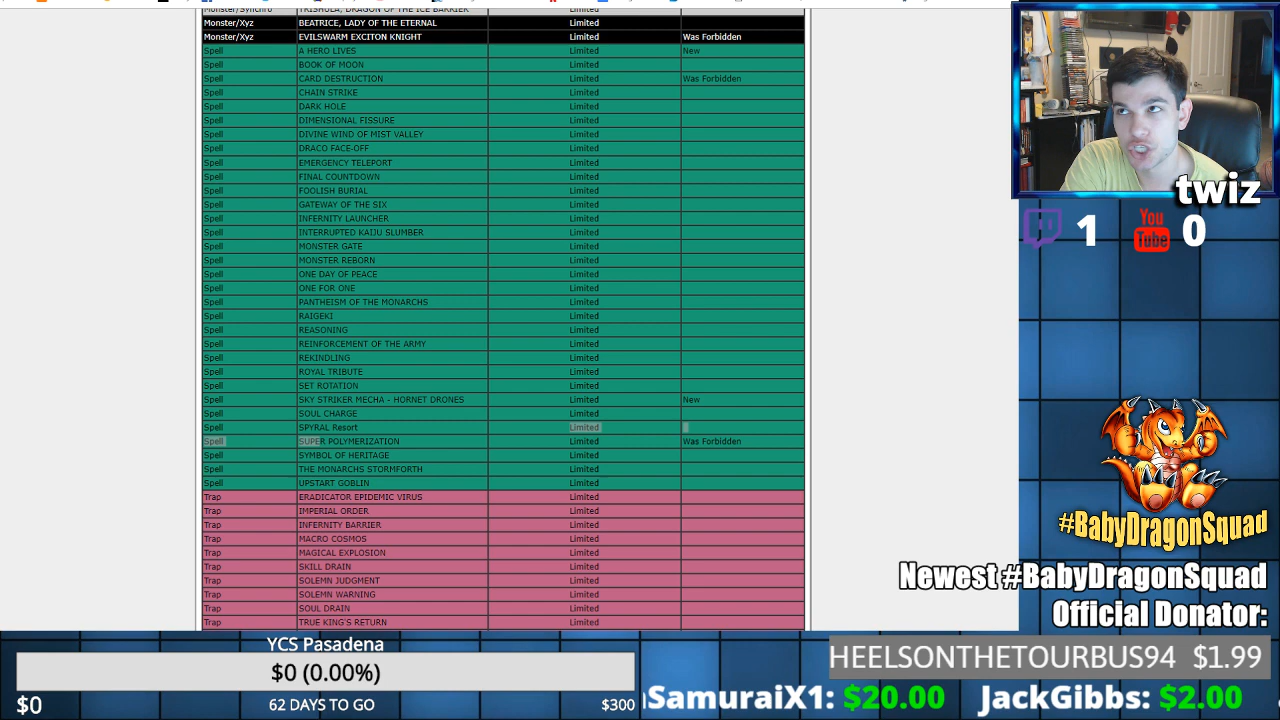 Monster/Synchro TRISHULA, DRAGON OF THE ICE BARRIER Limited
Monster/Xyz BEATRICE, LADY OF THE ETERNAL Limited
Monster/Xyz EVILSWARM EXCITON KNIGHT Limited Was Forbidden
Spell A HERO LIVES Limited New
Spell BOOK OF MOON Limited
Spell CARD DESTRUCTION Limited Was Forbidden
Spell CHAIN STRIKE Limited
Spell DARK HOLE Limited
Spell DIMENSIONAL FISSURE Limited
Spell DIVINE WIND OF MIST VALLEY Limited
Spell DRACO FACE-OFF Limited
Spell EMERGENCY TELEPORT Limited
Spell FINAL COUNTDOWN Limited
Spell FOOLISH BURIAL Limited
Spell GATEWAY OF THE SIX Limited
Spell INFERNITY LAUNCHER Limited
Spell INTERRUPTED KAIJU SLUMBER Limited
Spell MONSTER GATE Limited
Spell MONSTER REBORN Limited
Spell ONE DAY OF PEACE Limited
Spell ONE FOR ONE Limited
Spell PANTHEISM OF THE MONARCHS Limited
Spell RAIGEKI Limited
Spell REASONING Limited
Spell REINFORCEMENT OF THE ARMY Limited
Spell REKINDLING Limited
Spell ROYAL TRIBUTE Limited
Spell SET ROTATION Limited
Spell SKY STRIKER MECHA - HORNET DRONES Limited New
Spell SOUL CHARGE Limited
Spell SPYRAL Resort Limited
Spell SUPER POLYMERIZATION Limited Was Forbidden
Spell SYMBOL OF HERITAGE Limited
Spell THE MONARCHS STORMFORTH Limited
Spell UPSTART GOBLIN Limited
Trap ERADICATOR EPIDEMIC VIRUS Limited
Trap IMPERIAL ORDER Limited
Trap INFERNITY BARRIER Limited
Trap MACRO COSMOS Limited
Trap MAGICAL EXPLOSION Limited
Trap SKILL DRAIN Limited
Trap SOLEMN JUDGMENT Limited
Trap SOLEMN WARNING Limited
Trap SOUL DRAIN Limited
Trap TRUE KING'S RETURN Limited
twiz
1 You Tube 0
#BabyDragonSquad
Newest #BabyDragonSquad
Official Donator:
HEELSONTHETOURBUS94 $1.99
YCS Pasadena
$0 (0.00%)
$0 62 DAYS TO GO $300
SamuraiX1: $20.00 JackGibbs: $2.00